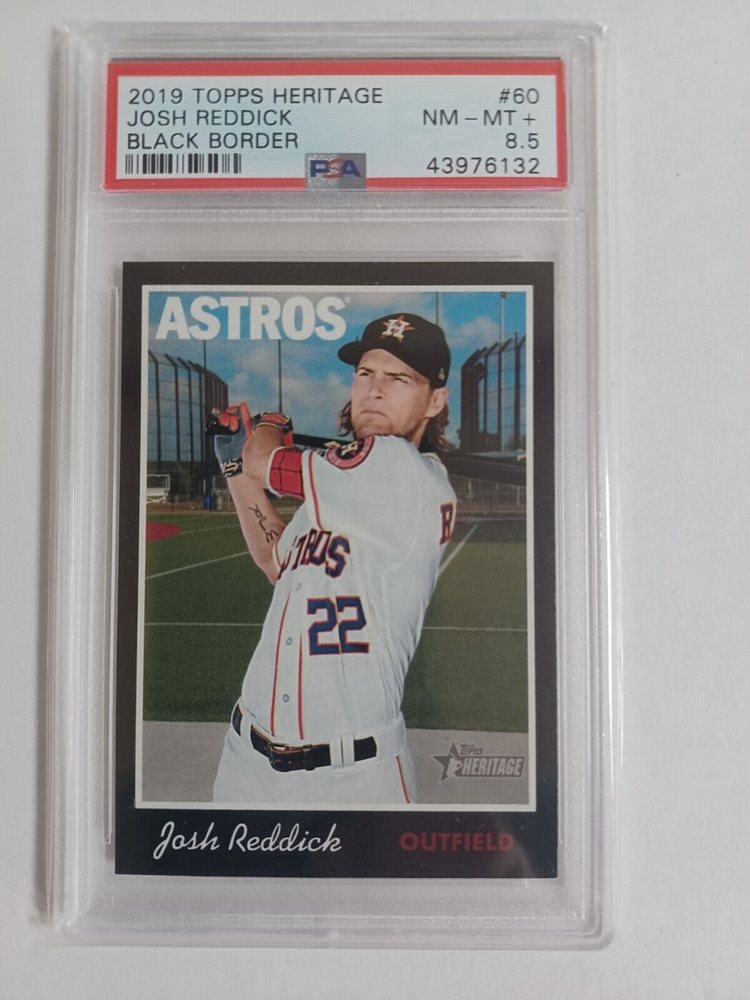 2019 TOPPS HERITAGE #60
JOSH REDDICK NM - MT +
BLACK BORDER 8.5
PSA 43976132
ASTROS
H
22
Topps
HERITAGE
Josh Reddick OUTFIELD